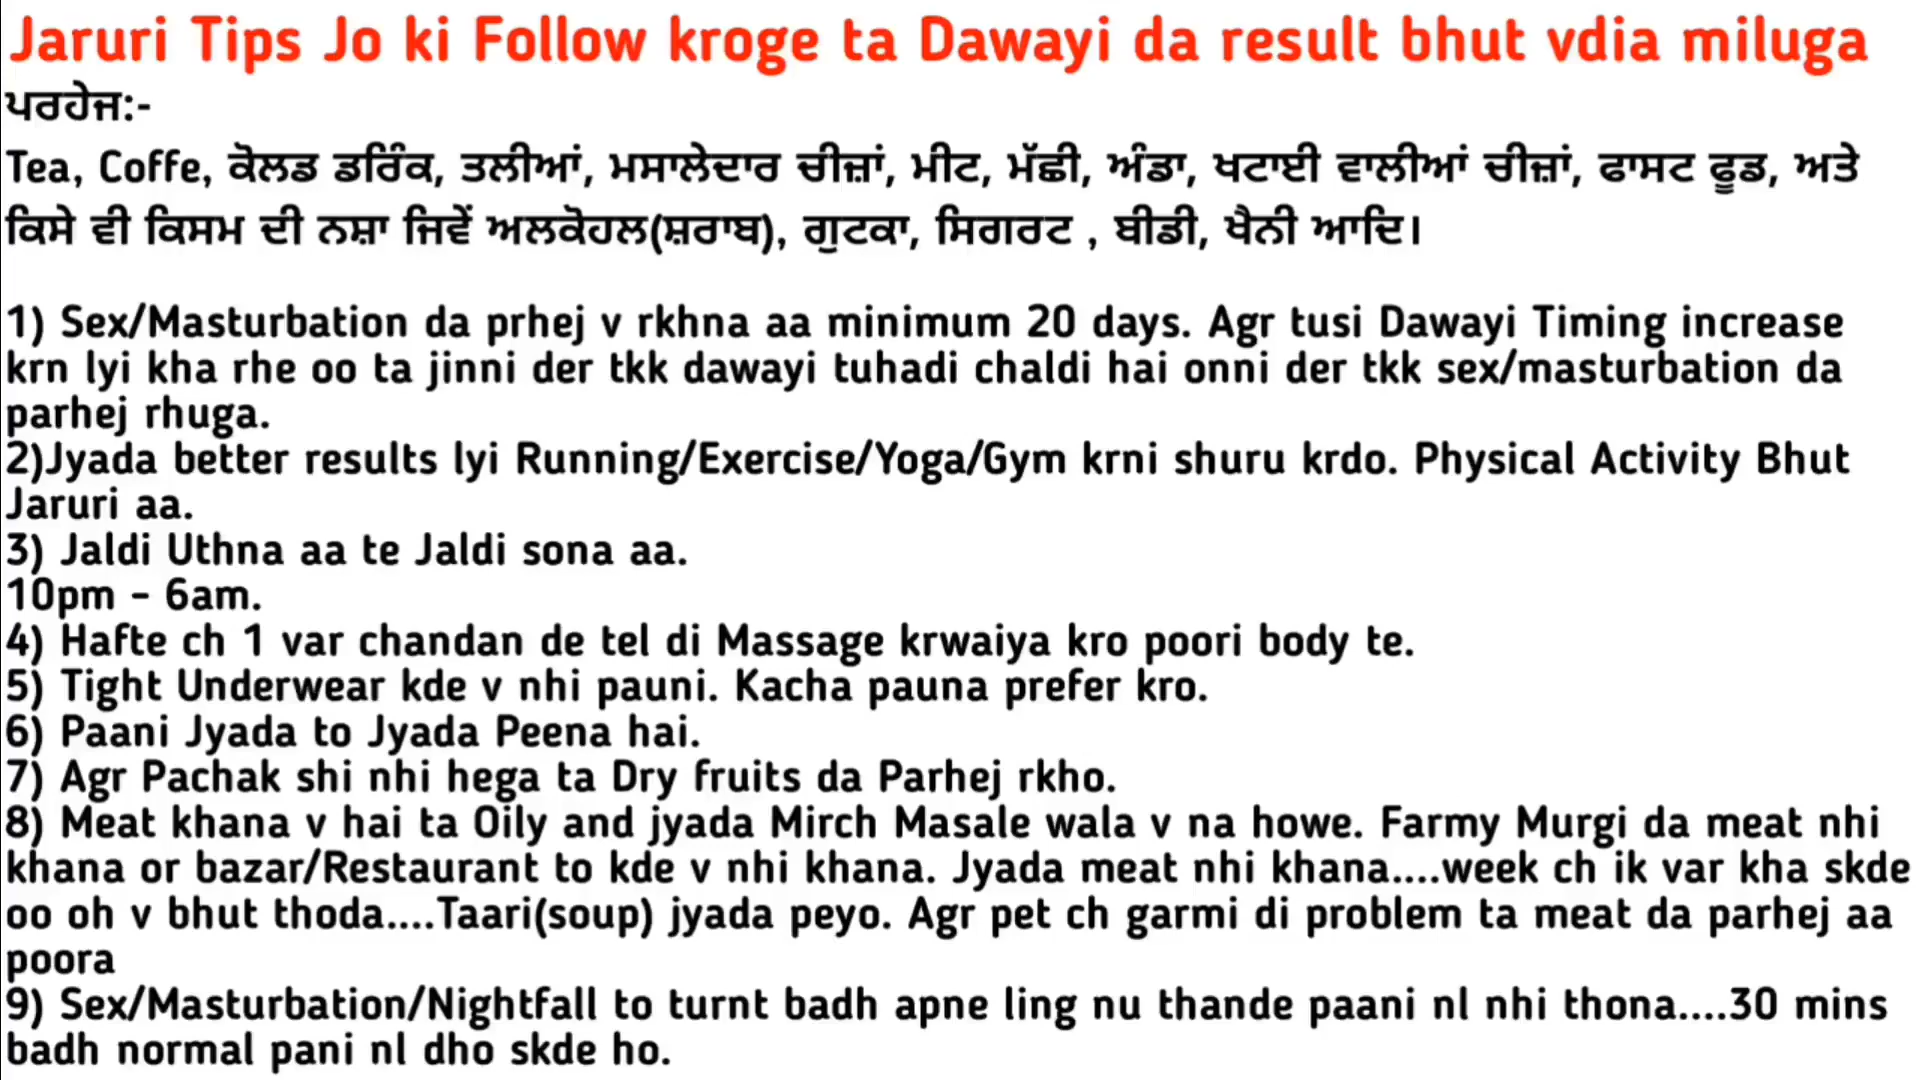 Jaruri Tips Jo ki Follow kroge ta Dawayi da result bhut vdia miluga
ਪਰਹੇਜ:-
Tea, Coffe, ਕੋਲਡ ਡਰਿੰਕ, ਤਲੀਆਂ, ਮਸਾਲੇਦਾਰ ਚੀਜ਼ਾਂ, ਮੀਟ, ਮੱਛੀ, ਅੰਡਾ, ਖਟਾਈ ਵਾਲੀਆਂ ਚੀਜ਼ਾਂ, ਫਾਸਟ ਫੂਡ, ਅਤੇ
ਕਿਸੇ ਵੀ ਕਿਸਮ ਦੀ ਨਸ਼ਾ ਜਿਵੇਂ ਅਲਕੋਹਲ(ਸ਼ਰਾਬ), ਗੁਟਕਾ, ਸਿਗਰਟ , ਬੀਡੀ, ਖੈਨੀ ਆਦਿ।
1) Sex/Masturbation da prhej v rkhna aa minimum 20 days. Agr tusi Dawayi Timing increase
krn lyi kha rhe oo ta jinni der tkk dawayi tuhadi chaldi hai onni der tkk sex/masturbation da
parhej rhuga.
2)Jyada better results lyi Running/Exercise/Yoga/Gym krni shuru krdo. Physical Activity Bhut
Jaruri aa.
3) Jaldi Uthna aa te Jaldi sona aa.
10pm - 6am.
4) Hafte ch 1 var chandan de tel di Massage krwaiya kro poori body te.
5) Tight Underwear kde v nhi pauni. Kacha pauna prefer kro.
6) Paani Jyada to Jyada Peena hai.
7) Agr Pachak shi nhi hega ta Dry fruits da Parhej rkho.
8) Meat khana v hai ta Oily and jyada Mirch Masale wala v na howe. Farmy Murgi da meat nhi
khana or bazar/Restaurant to kde v nhi khana. Jyada meat nhi khana....week ch ik var kha skde
oo oh v bhut thoda....Taari(soup) jyada peyo. Agr pet ch garmi di problem ta meat da parhej aa
poora
9) Sex/Masturbation/Nightfall to turnt badh apne ling nu thande paani nl nhi thona....30 mins
badh normal pani nl dho skde ho.